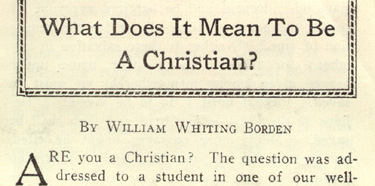 What Does It Mean To Be
A Christian?
By William Whiting Borden
ARE you a Christian? The question was ad-
dressed to a student in one of our well-